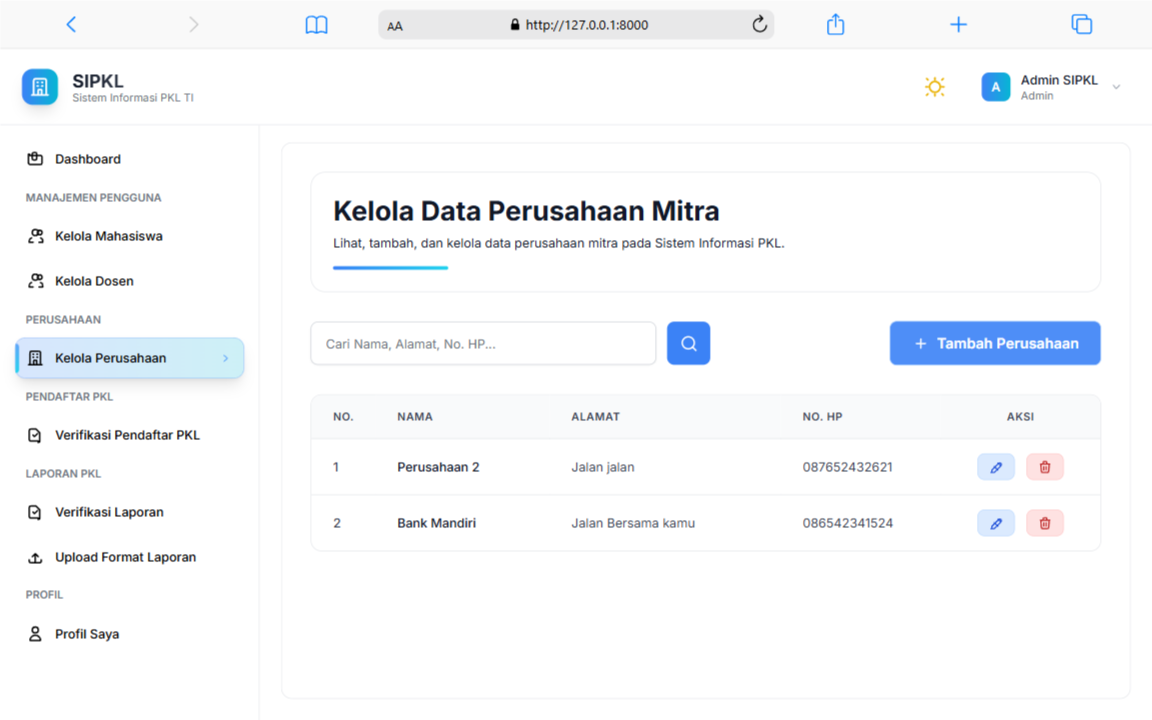 AA http://127.0.0.1:8000
SIPKL
Sistem Informasi PKL TI
A
Admin SIPKL
Admin
Dashboard
MANAJEMEN PENGGUNA
Kelola Mahasiswa
Kelola Dosen
PERUSAHAAN
Kelola Perusahaan
PENDAFTAR PKL
Verifikasi Pendaftar PKL
LAPORAN PKL
Verifikasi Laporan
Upload Format Laporan
PROFIL
Profil Saya
Kelola Data Perusahaan Mitra
Lihat, tambah, dan kelola data perusahaan mitra pada Sistem Informasi PKL.
Cari Nama, Alamat, No. HP...
+ Tambah Perusahaan
NO. NAMA ALAMAT NO. HP AKSI
1 Perusahaan 2 Jalan jalan 087652432621
2 Bank Mandiri Jalan Bersama kamu 086542341524